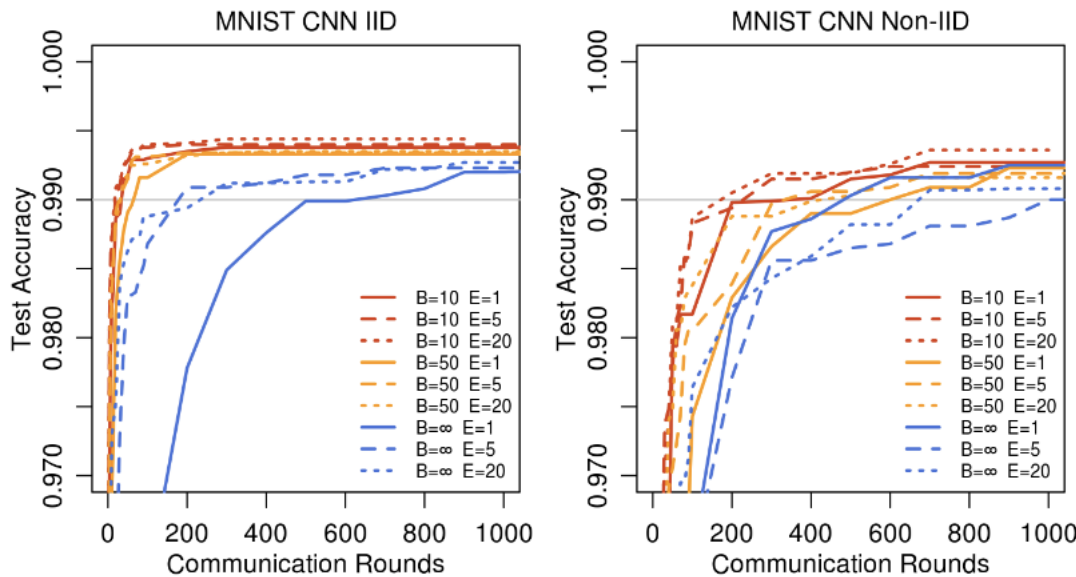 MNIST CNN IID
Test Accuracy
1.000
0.990
0.980
0.970
B=10 E=1
B=10 E=5
B=10 E=20
B=50 E=1
B=50 E=5
B=50 E=20
B=∞ E=1
B=∞ E=5
B=∞ E=20
0 200 400 600 800 1000
Communication Rounds
MNIST CNN Non-IID
Test Accuracy
1.000
0.990
0.980
0.970
B=10 E=1
B=10 E=5
B=10 E=20
B=50 E=1
B=50 E=5
B=50 E=20
B=∞ E=1
B=∞ E=5
B=∞ E=20
0 200 400 600 800 1000
Communication Rounds